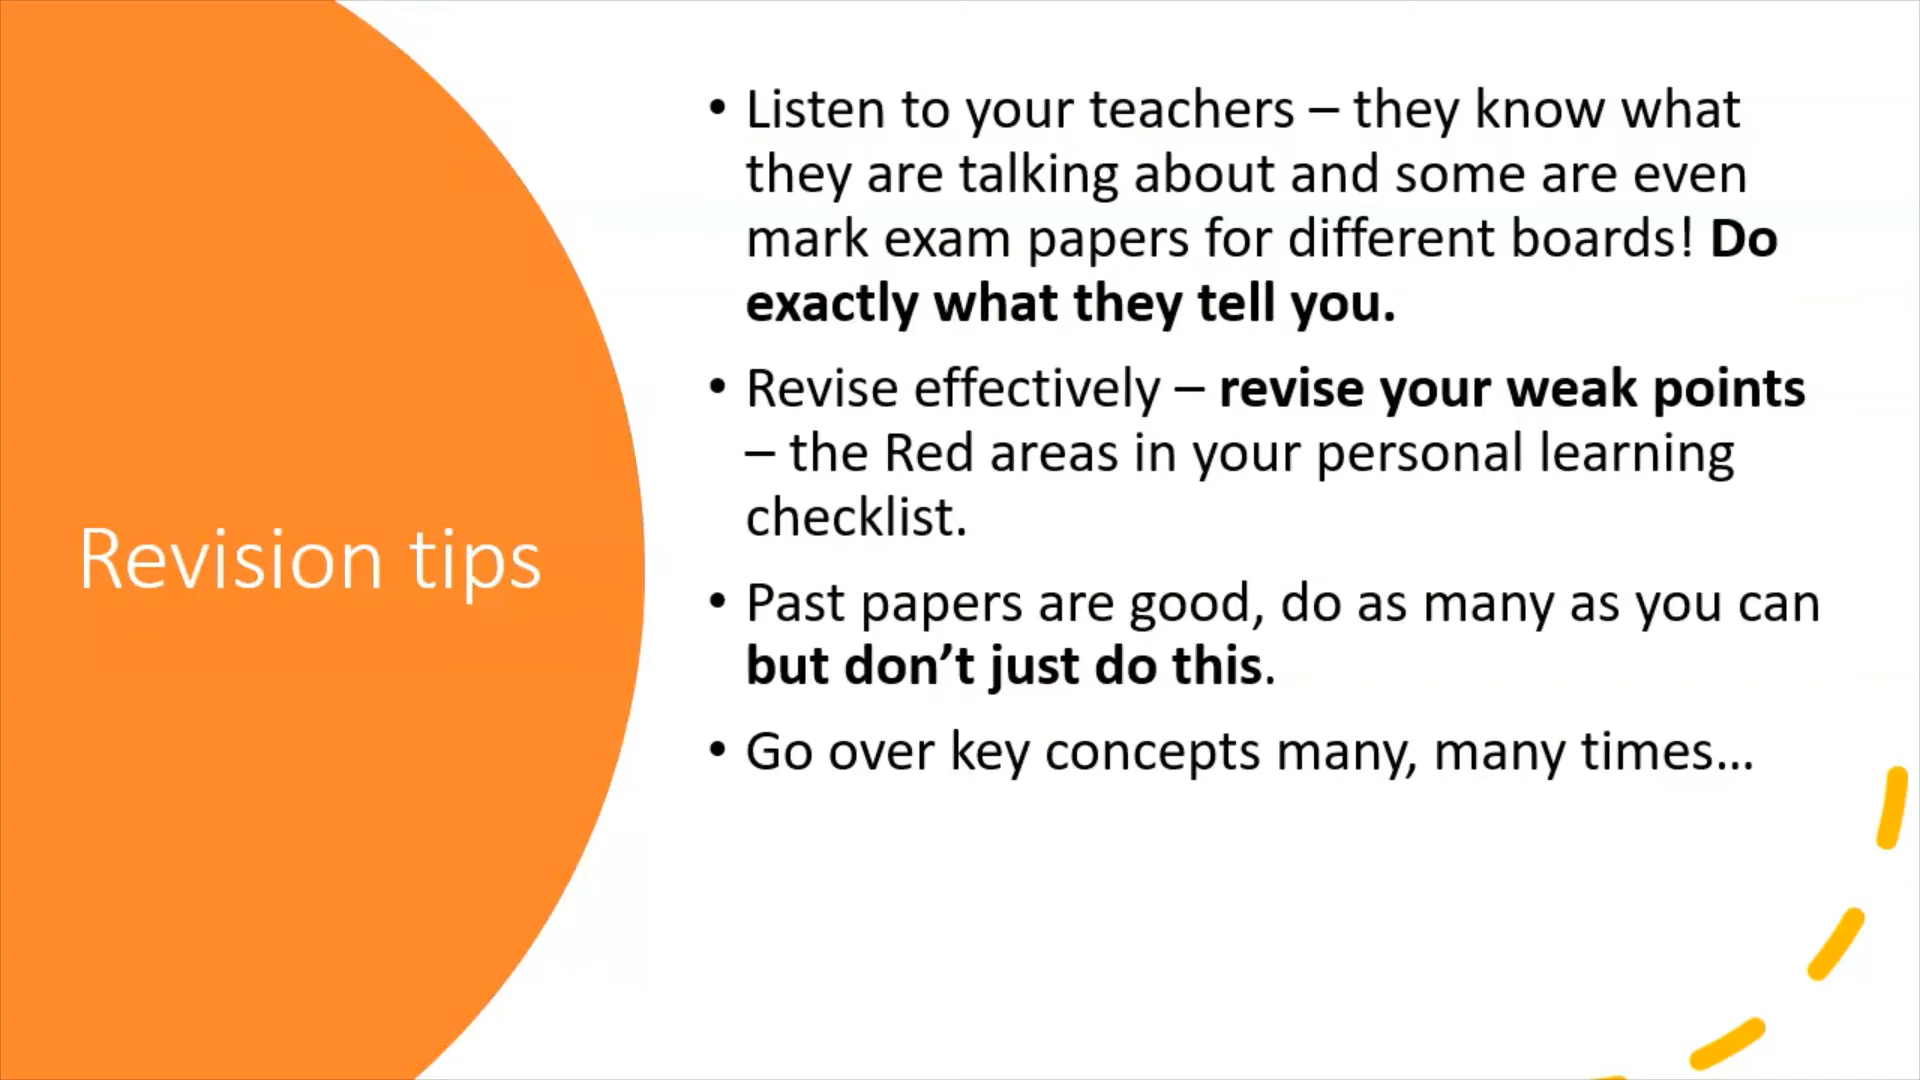 Revision tips
• Listen to your teachers – they know what
they are talking about and some are even
mark exam papers for different boards! Do
exactly what they tell you.
• Revise effectively – revise your weak points
– the Red areas in your personal learning
checklist.
• Past papers are good, do as many as you can
but don’t just do this.
• Go over key concepts many, many times...